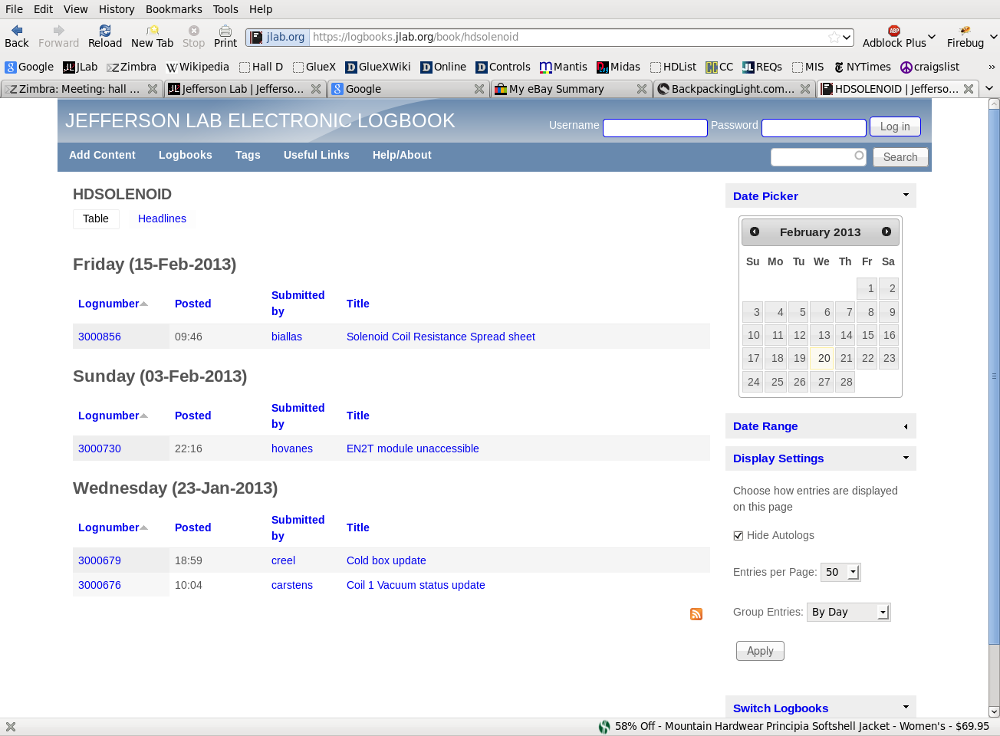 File Edit View History Bookmarks Tools Help
Back Forward Reload New Tab Stop Print jlab.org https://logbooks.jlab.org/book/hdsolenoid ABP Adblock Plus Firebug
Google JLab Zimbra Wikipedia Hall D GlueX GlueXWiki Online Controls Mantis Midas HDList CC REQs MIS NYTimes craigslist »
Zimbra: Meeting: hall ... Jefferson Lab | Jefferso... Google My eBay Summary BackpackingLight.com... HDSOLENOID | Jefferso...
JEFFERSON LAB ELECTRONIC LOGBOOK
Username Password Log in
Add Content Logbooks Tags Useful Links Help/About Search
HDSOLENOID
Table Headlines
Friday (15-Feb-2013)
Lognumber Posted Submitted by Title
3000856 09:46 biallas Solenoid Coil Resistance Spread sheet
Sunday (03-Feb-2013)
Lognumber Posted Submitted by Title
3000730 22:16 hovanes EN2T module unaccessible
Wednesday (23-Jan-2013)
Lognumber Posted Submitted by Title
3000679 18:59 creel Cold box update
3000676 10:04 carstens Coil 1 Vacuum status update
Date Picker
February 2013
Su Mo Tu We Th Fr Sa
1 2
3 4 5 6 7 8 9
10 11 12 13 14 15 16
17 18 19 20 21 22 23
24 25 26 27 28
Date Range
Display Settings
Choose how entries are displayed
on this page
Hide Autologs
Entries per Page: 50
Group Entries: By Day
Apply
Switch Logbooks
58% Off - Mountain Hardwear Principia Softshell Jacket - Women's - $69.95